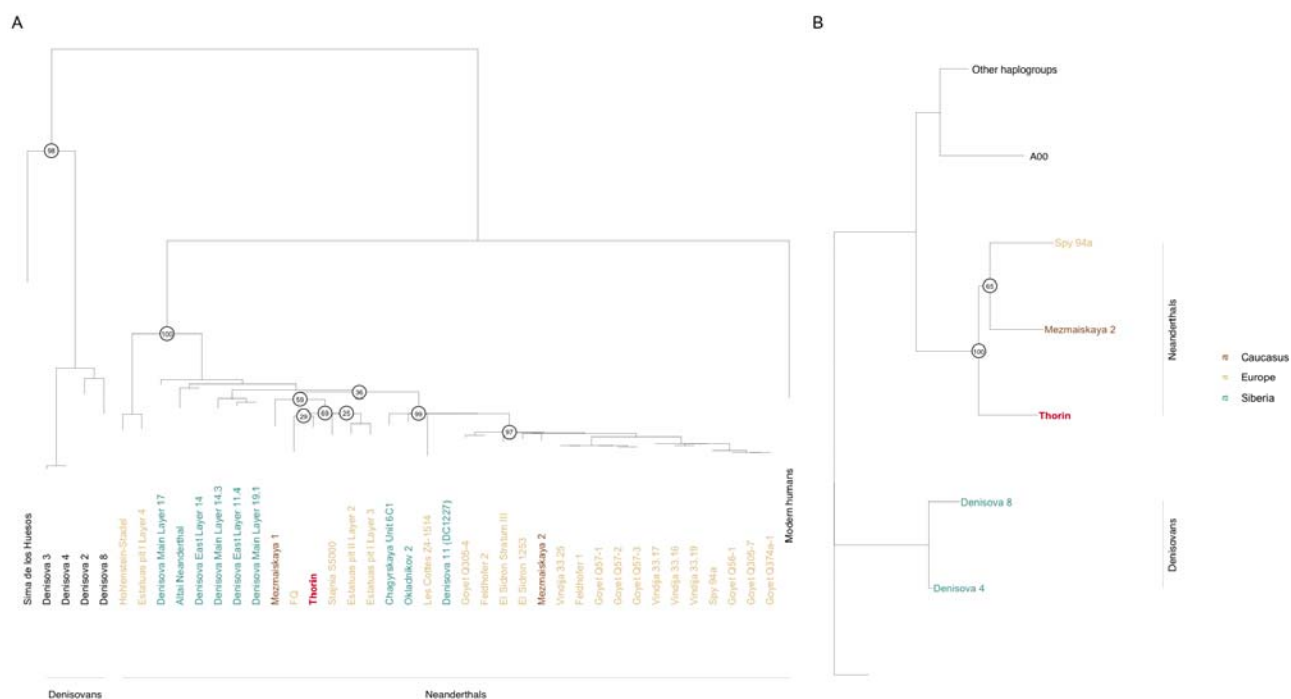 A
B
98
100
96
58
69
25
29
98
97
Sima de los Huesos
Denisova 3
Denisova 4
Denisova 2
Denisova 8
Hohlenstein-Stadel
Estatuas pit I Layer 4
Denisova Main Layer 17
Altai Neanderthal
Denisova East Layer 14
Denisova Main Layer 14.3
Denisova East Layer 11.4
Denisova Main Layer 19.1
Mezmaiskaya 1
FQ
Thorin
Stajnia S5000
Estatuas pit II Layer 2
Estatuas pit I Layer 3
Chagyrskaya Unit 6C1
Okladnikov 2
Les Cottes Z4-1514
Denisova 11 (DC1227)
Goyet Q305-4
Feldhofer 2
El Sidron Stratum III
El Sidron 1253
Mezmaiskaya 2
Vindija 33.25
Feldhofer 1
Goyet Q57-1
Goyet Q57-2
Goyet Q57-3
Vindija 33.17
Vindija 33.16
Vindija 33.19
Spy 94a
Goyet Q56-1
Goyet Q305-7
Goyet Q374a-1
Modern humans
Denisovans
Neanderthals
Other haplogroups
A00
Spy 94a
65
Mezmaiskaya 2
100
Thorin
Denisova 8
Denisova 4
Neanderthals
Denisovans
a Caucasus
a Europe
a Siberia